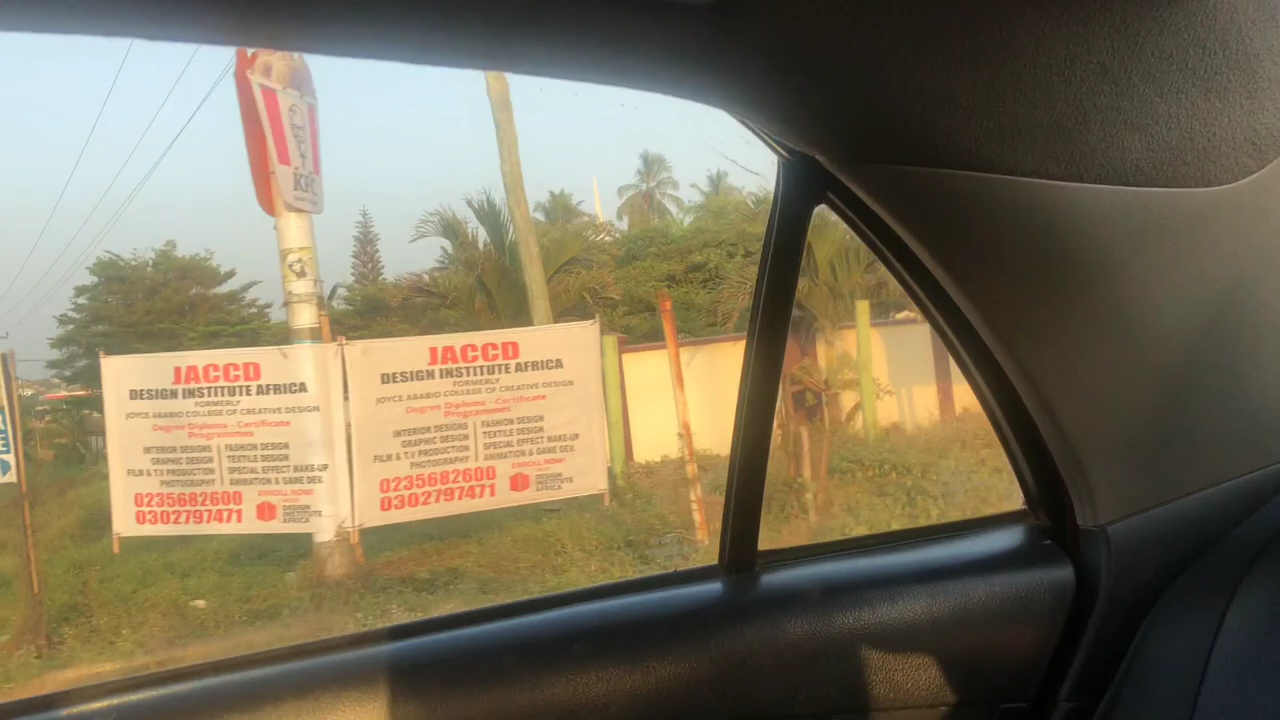 KFC
JACCD
DESIGN INSTITUTE AFRICA
FORMERLY
JOYCE ABABIO COLLEGE OF CREATIVE DESIGN
Degree Diploma - Certificate
Programmes
INTERIOR DESIGNS
GRAPHIC DESIGN
FILM & T.V PRODUCTION
PHOTOGRAPHY
FASHION DESIGN
TEXTILE DESIGN
SPECIAL EFFECT MAKE-UP
ANIMATION & GAME DEV.
0235682600
0302797471
ENROLL NOW!
DESIGN
INSTITUTE
AFRICA
JACCD
DESIGN INSTITUTE AFRICA
FORMERLY
JOYCE ABABIO COLLEGE OF CREATIVE DESIGN
Degree Diploma - Certificate
Programmes
INTERIOR DESIGNS
GRAPHIC DESIGN
FILM & T.V PRODUCTION
PHOTOGRAPHY
FASHION DESIGN
TEXTILE DESIGN
SPECIAL EFFECT MAKE-UP
ANIMATION & GAME DEV.
0235682600
0302797471
ENROLL NOW!
DESIGN
INSTITUTE
AFRICA